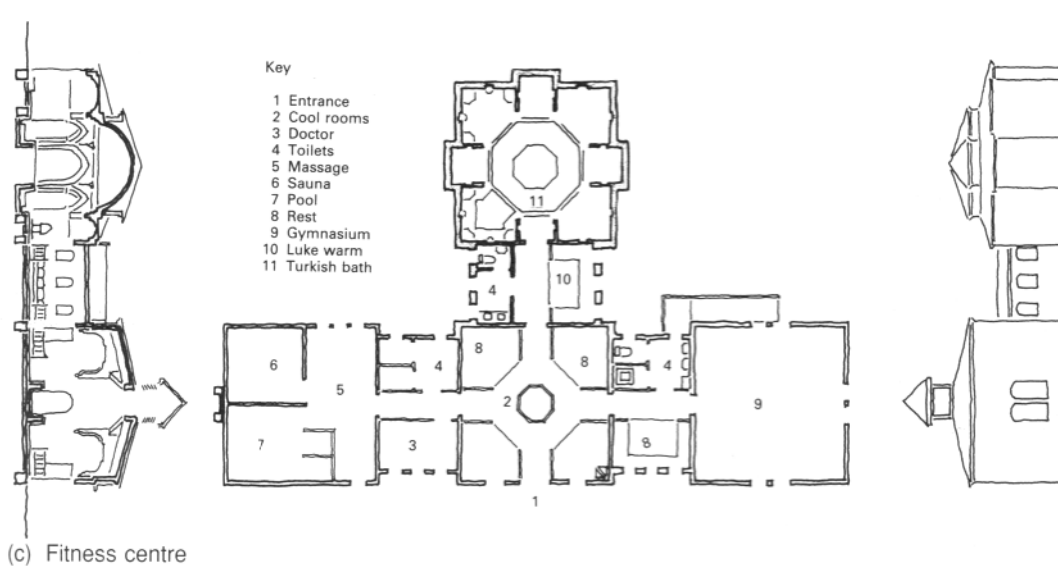 Key
1 Entrance
2 Cool rooms
3 Doctor
4 Toilets
5 Massage
6 Sauna
7 Pool
8 Rest
9 Gymnasium
10 Luke warm
11 Turkish bath
11
4
10
6
5
4
8
8
4
2
9
7
3
8
1
(c) Fitness centre